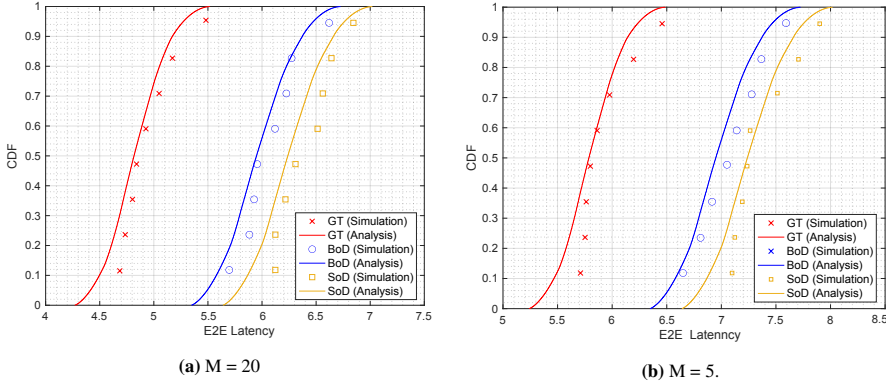 1
0.9
0.8
0.7
0.6
0.5
0.4
0.3
0.2
0.1
0
CDF
4
4.5
5
5.5
6
6.5
7
7.5
E2E Latency
GT (Simulation)
GT (Analysis)
BoD (Simulation)
BoD (Analysis)
SoD (Simulation)
SoD (Analysis)
(a) M = 20
1
0.9
0.8
0.7
0.6
0.5
0.4
0.3
0.2
0.1
0
CDF
5
5.5
6
6.5
7
7.5
8
8.5
E2E Latency
GT (Simulation)
GT (Analysis)
BoD (Simulation)
BoD (Analysis)
SoD (Simulation)
SoD (Analysis)
(b) M = 5.